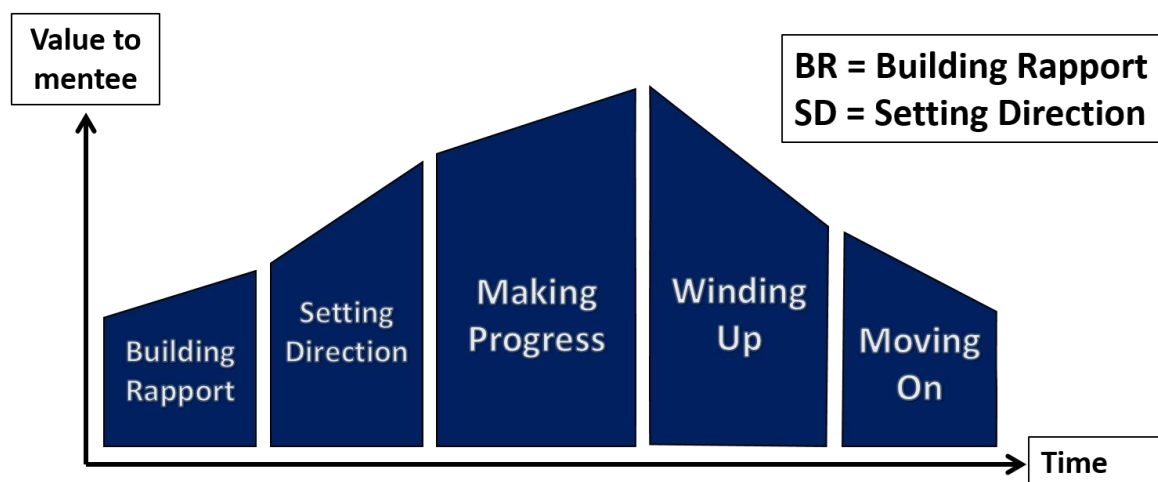 Value to
mentee
BR = Building Rapport
SD = Setting Direction
Building
Rapport
Setting
Direction
Making
Progress
Winding
Up
Moving
On
Time